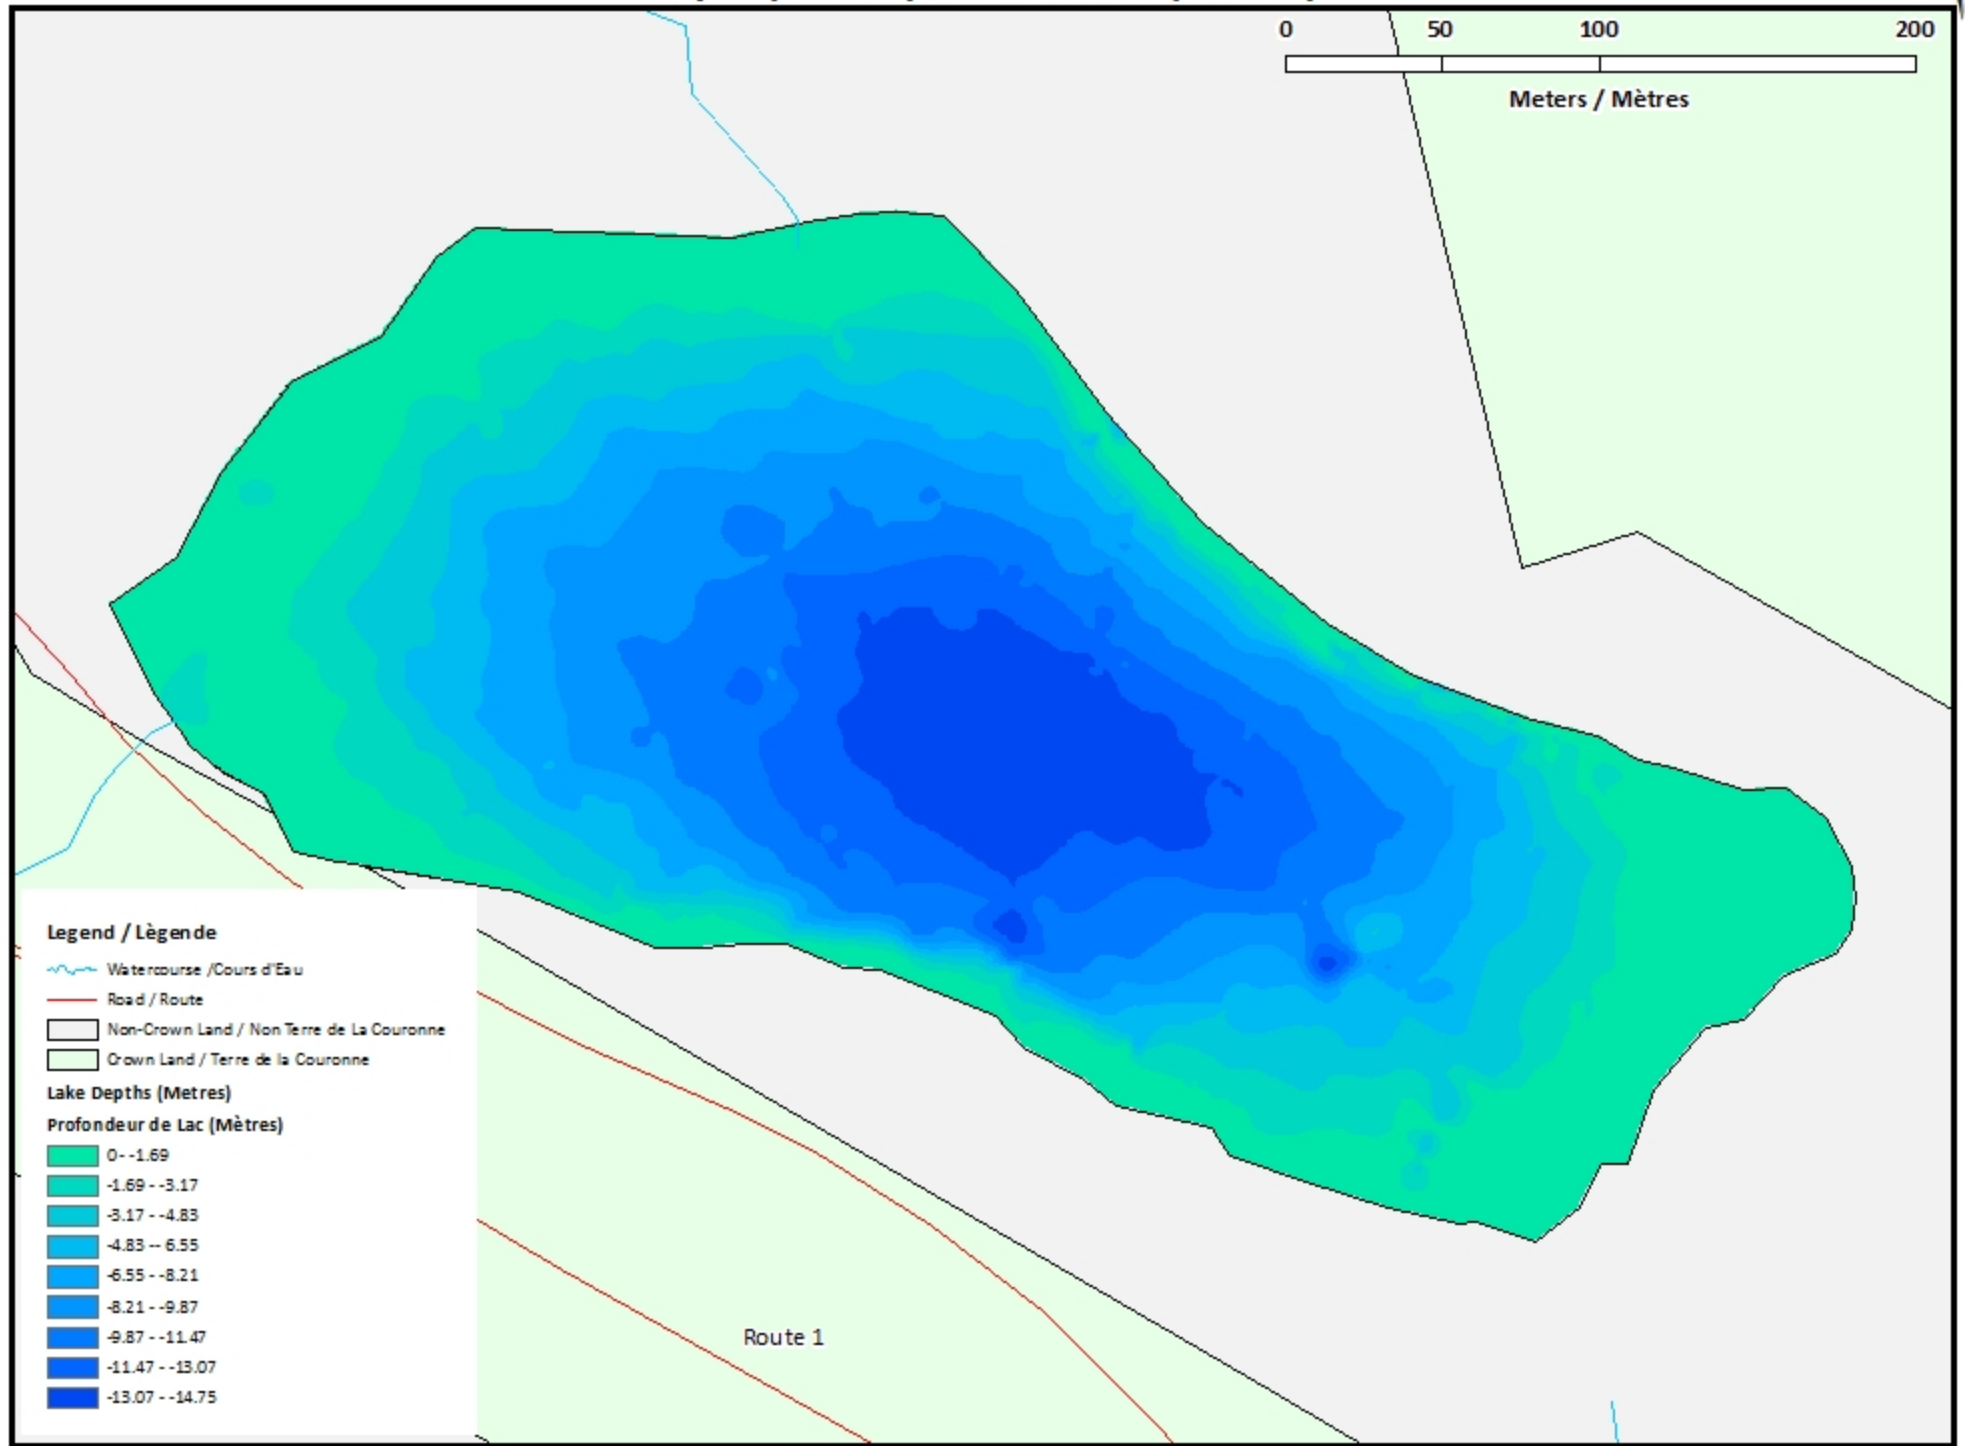 0 50 100 200
Meters / Mètres
Legend / Lègende
Watercourse /Cours d'Eau
Road / Route
Non-Crown Land / Non Terre de La Couronne
Crown Land / Terre de la Couronne
Lake Depths (Metres)
Profondeur de Lac (Mètres)
0 - -1.69
-1.69 - -3.17
-3.17 - -4.83
-4.83 -- 6.55
-6.55 - -8.21
-8.21 - -9.87
-9.87 - -11.47
-11.47 - -13.07
-13.07 - -14.75
Route 1